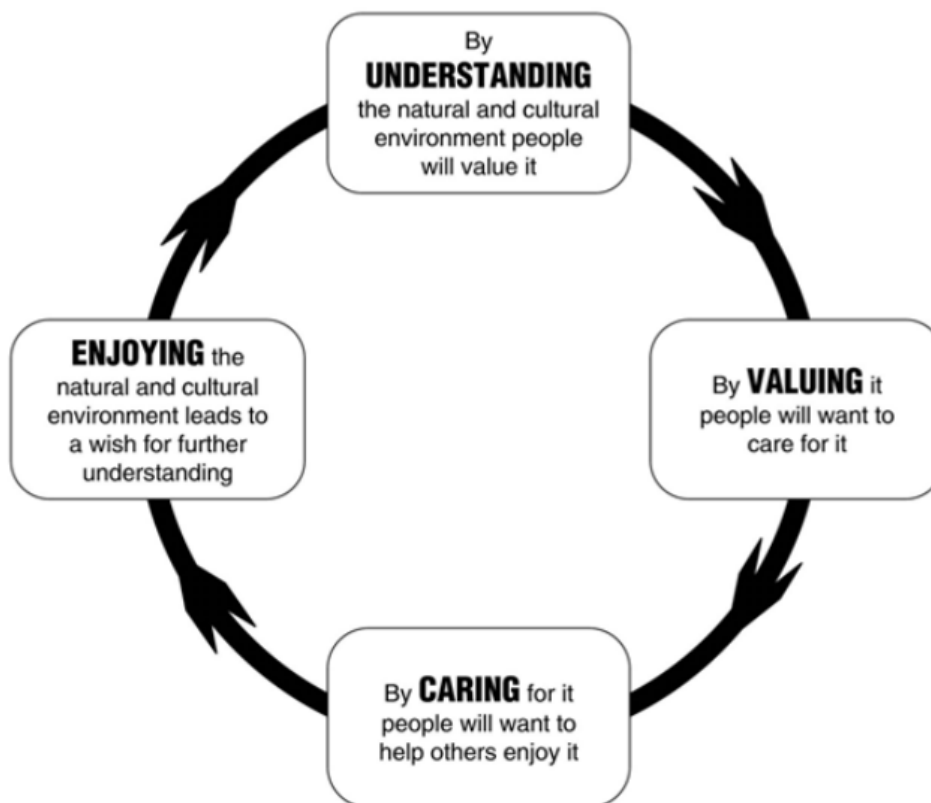 By
UNDERSTANDING
the natural and cultural
environment people
will value it
By VALUING it
people will want to
care for it
By CARING for it
people will want to
help others enjoy it
ENJOYING the
natural and cultural
environment leads to
a wish for further
understanding